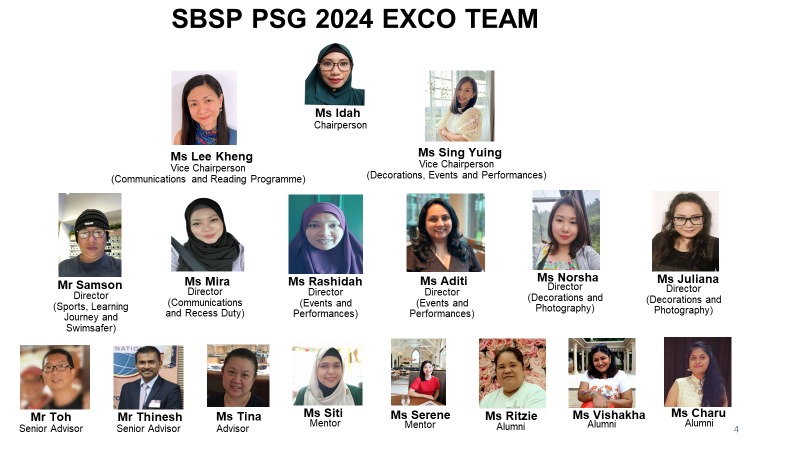 SBSP PSG 2024 EXCO TEAM
Ms Idah
Chairperson
Ms Lee Kheng
Vice Chairperson
(Communications and Reading Programme)
Ms Sing Yuing
Vice Chairperson
(Decorations, Events and Performances)
Mr Samson
Director
(Sports, Learning
Journey and
Swimsafer)
Ms Mira
Director
(Communications
and Recess Duty)
Ms Rashidah
Director
(Events and
Performances)
Ms Aditi
Director
(Events and
Performances)
Ms Norsha
Director
(Decorations and
Photography)
Ms Juliana
Director
(Decorations and
Photography)
Mr Toh
Senior Advisor
NATION
Mr Thinesh
Senior Advisor
Ms Tina
Advisor
Ms Siti
Mentor
Ms Serene
Mentor
Ms Ritzie
Alumni
Ms Vishakha
Alumni
Ms Charu
Alumni
4